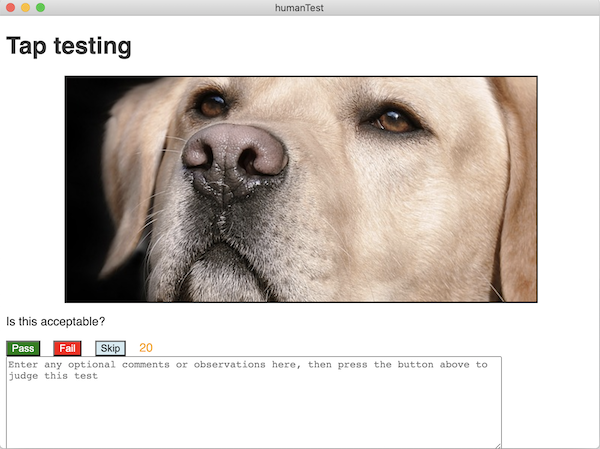 humanTest
Tap testing
Is this acceptable?
Pass Fail Skip 20
Enter any optional comments or observations here, then press the button above to
judge this test